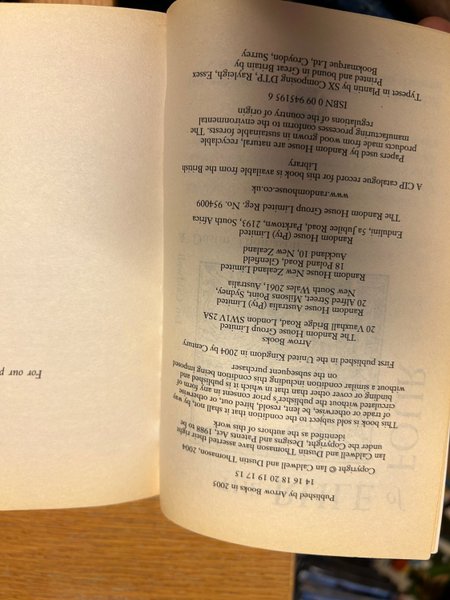 Published by Arrow Books in 2005
14 16 18 20 19 17 15
Copyright © Ian Caldwell and Dustin Thomason, 2004
Ian Caldwell and Dustin Thomason have asserted their right
under the Copyright, Designs and Patents Act, 1988 to be
identified as the authors of this work
This book is sold subject to the condition that it shall not, by way
of trade or otherwise, be lent, resold, hired out, or otherwise
circulated without the publisher's prior consent in any form of
binding or cover other than that in which it is published and
without a similar condition including this condition being imposed
on the subsequent purchaser
First published in the United Kingdom in 2004 by Century
Arrow Books
The Random House Group Limited
20 Vauxhall Bridge Road, London SW1V 2SA
Random House Australia (Pty) Limited
20 Alfred Street, Milsons Point, Sydney,
New South Wales 2061, Australia
Random House New Zealand Limited
18 Poland Road, Glenfield,
Auckland 10, New Zealand
Random House (Pty) Limited
Endulini, 5a Jubilee Road, Parktown, 2193, South Africa
The Random House Group Limited Reg. No. 954009
www.randomhouse.co.uk
A CIP catalogue record for this book is available from the British
Library
Papers used by Random House are natural, recyclable
products made from wood grown in sustainable forests. The
manufacturing processes conform to the environmental
regulations of the country of origin
ISBN 0 09 945195 6
Typeset in Plantin by SX Composing DTP, Rayleigh, Essex
Printed and bound in Great Britain by
Bookmarque Ltd, Croydon, Surrey
For our p